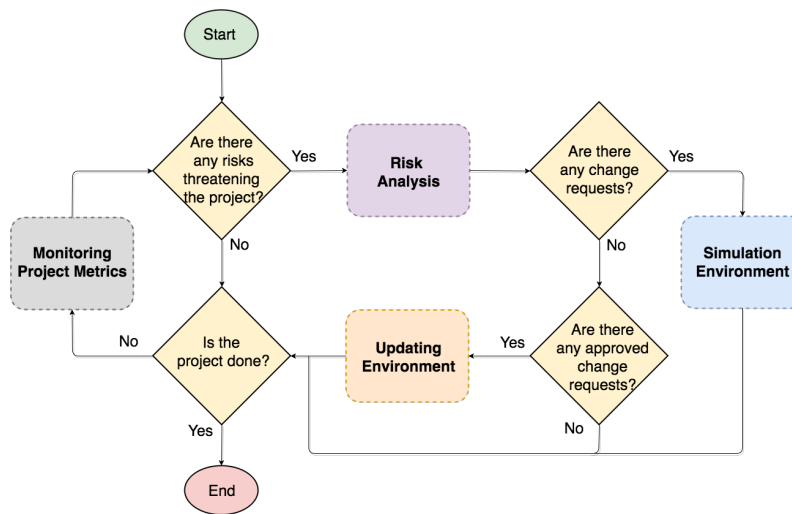 Start
Are there
any risks
threatening
the project?
Yes
Risk
Analysis
Are there
any change
requests?
Yes
No
No
Monitoring
Project Metrics
Simulation
Environment
Is the
project done?
No
Updating
Environment
Yes
Are there
any approved
change
requests?
Yes
No
End